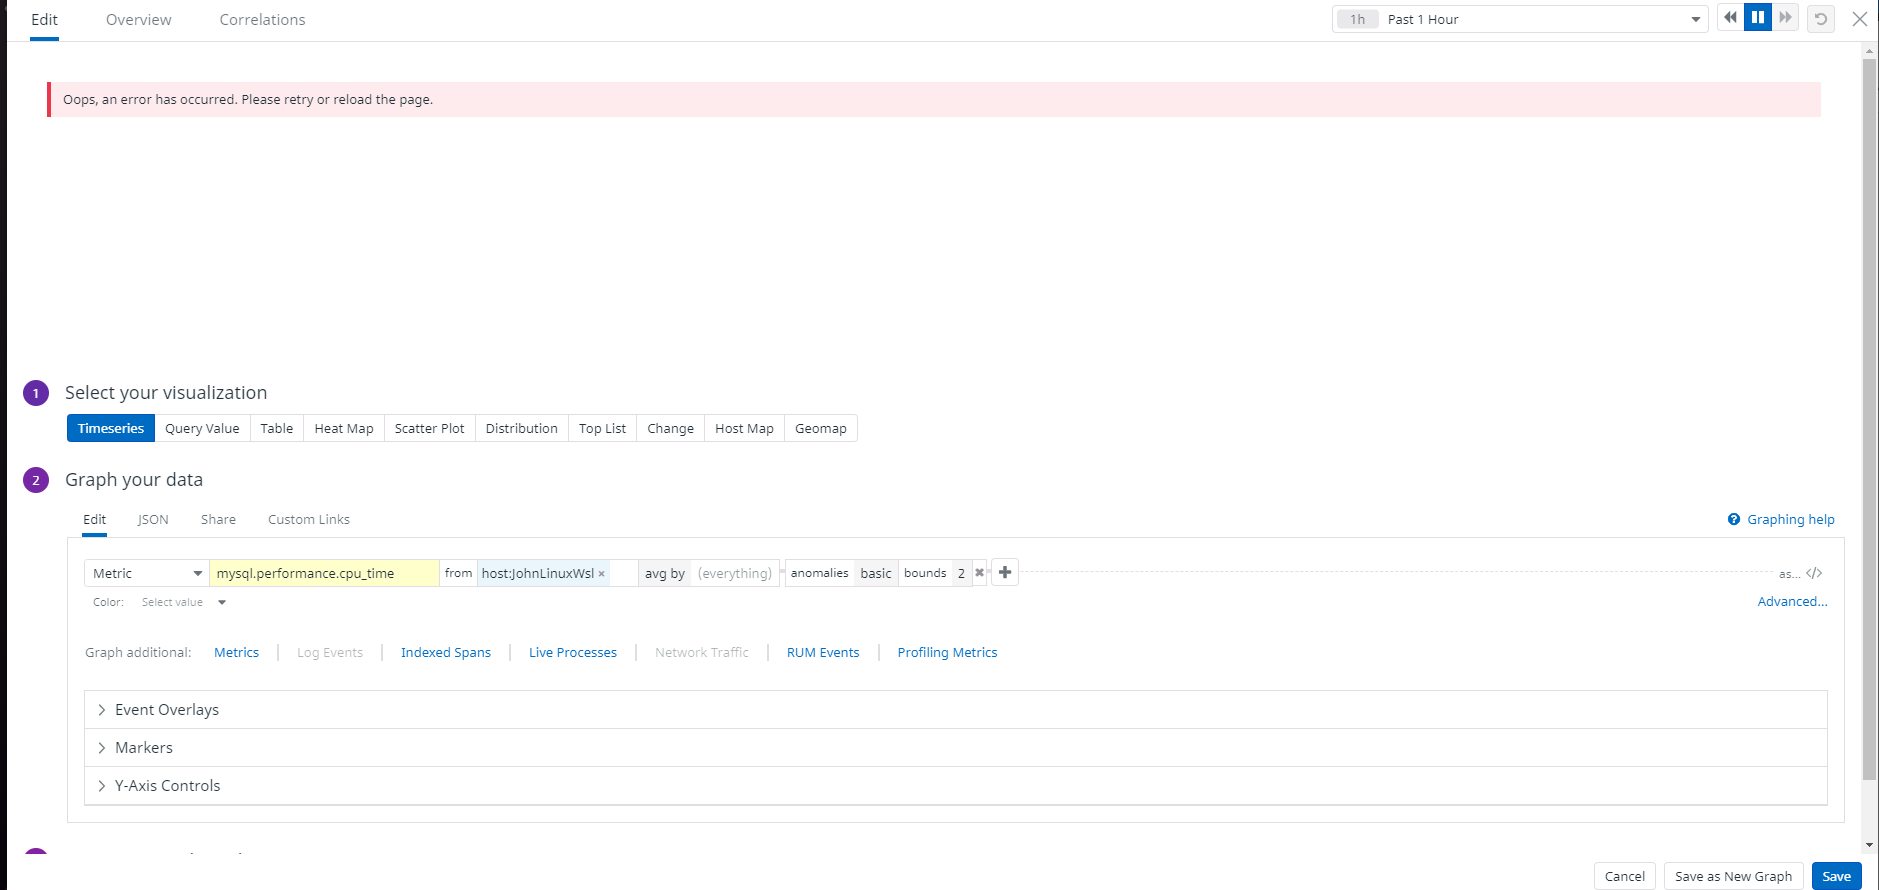 Edit Overview Correlations 1h Past 1 Hour
Oops, an error has occurred. Please retry or reload the page.
1 Select your visualization
Timeseries Query Value Table Heat Map Scatter Plot Distribution Top List Change Host Map Geomap
2 Graph your data
Edit JSON Share Custom Links ? Graphing help
Metric mysql.performance.cpu_time from host:JohnLinuxWsl × avg by (everything) anomalies basic bounds 2 as... </>
Color: Select value Advanced...
Graph additional: Metrics Log Events Indexed Spans Live Processes Network Traffic RUM Events Profiling Metrics
Event Overlays
Markers
Y-Axis Controls
Cancel Save as New Graph Save